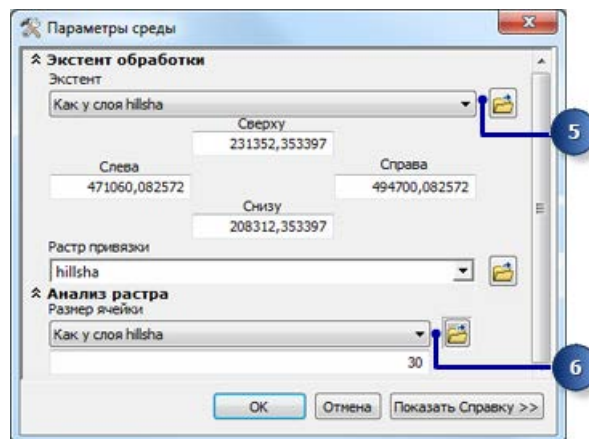 Параметры среды
Экстент обработки
Экстент
Как у слоя hillsha
5
Сверху
231352,353397
Слева
Справа
471060,082572
494700,082572
Снизу
208312,353397
Растр привязки
hillsha
Анализ растра
Размер ячейки
Как у слоя hillsha
30
6
OK
Отмена
Показать Справку >>